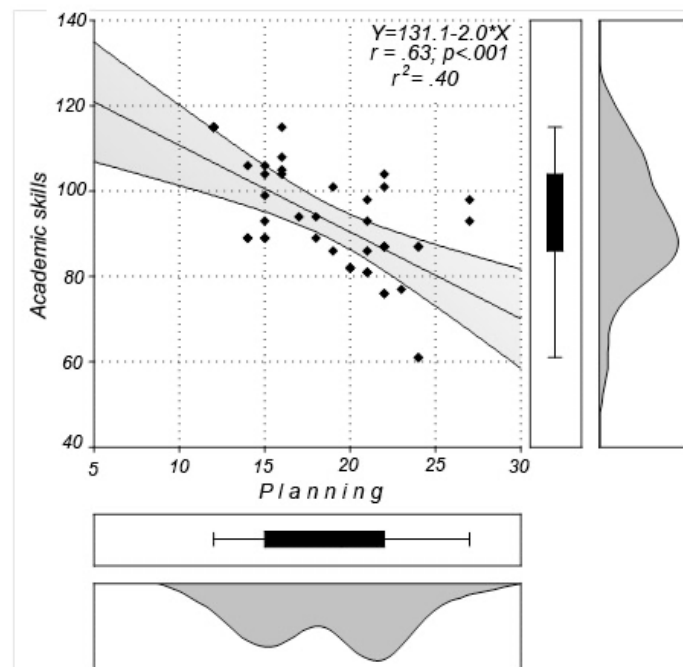 140
Y=131.1-2.0*X
r = .63; p<.001
r²= .40
120
100
80
60
40
Academic skills
5 10 15 20 25 30
Planning